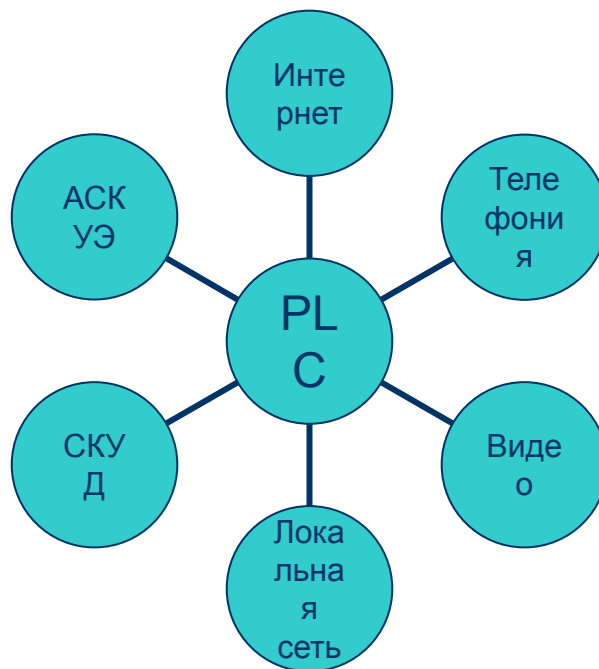 Инте
рнет
Теле
фони
я
АСК
УЭ
PL
C
СКУ
Д
Виде
о
Лока
льна
я
сеть